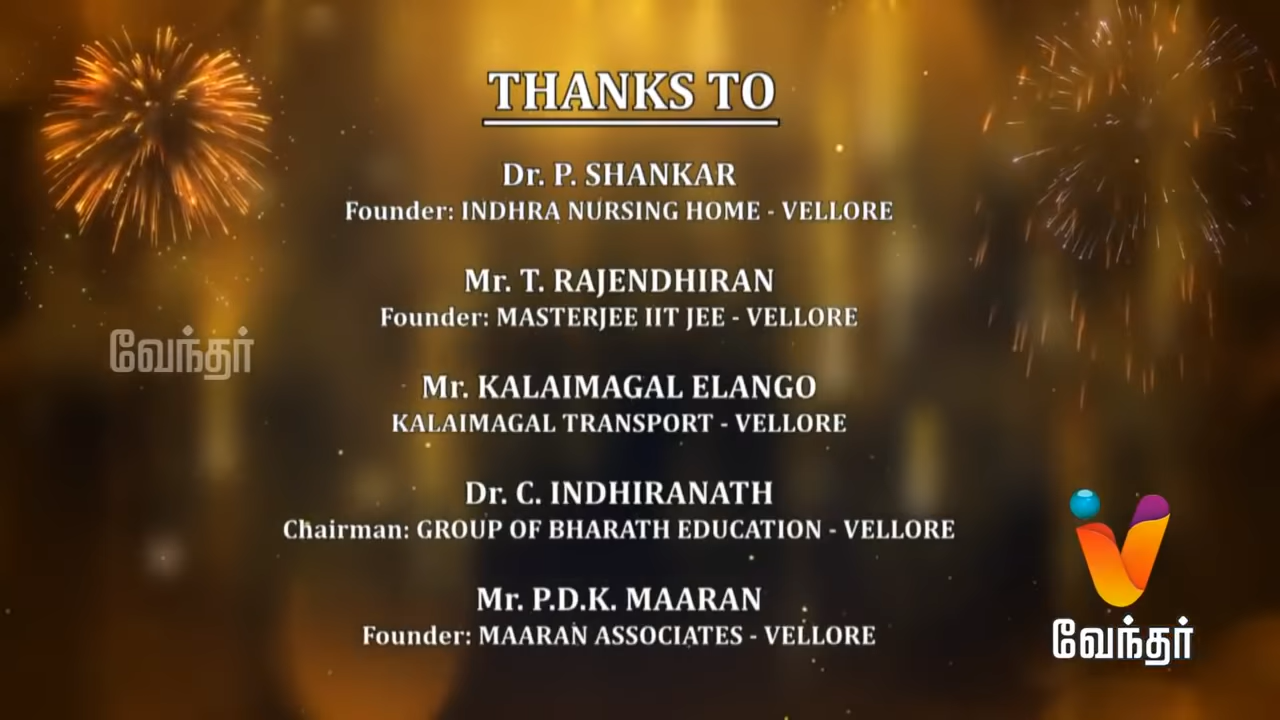 THANKS TO
Dr. P. SHANKAR
Founder: INDHRA NURSING HOME - VELLORE
Mr. T. RAJENDHIRAN
Founder: MASTERJEE IIT JEE - VELLORE
வேந்தர்
Mr. KALAIMAGAL ELANGO
KALAIMAGAL TRANSPORT - VELLORE
Dr. C. INDHIRANATH
Chairman: GROUP OF BHARATH EDUCATION - VELLORE
Mr. P.D.K. MAARAN
Founder: MAARAN ASSOCIATES - VELLORE
வேந்தர்